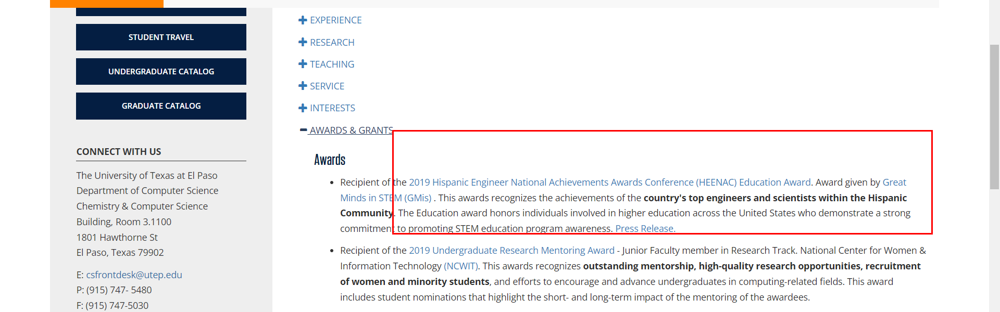 STUDENT TRAVEL
UNDERGRADUATE CATALOG
GRADUATE CATALOG
CONNECT WITH US
The University of Texas at El Paso
Department of Computer Science
Chemistry & Computer Science
Building, Room 3.1100
1801 Hawthorne St
El Paso, Texas 79902
E: csfrontdesk@utep.edu
P: (915) 747- 5480
F: (915) 747-5030
EXPERIENCE
RESEARCH
TEACHING
SERVICE
INTERESTS
AWARDS & GRANTS
Awards
Recipient of the 2019 Hispanic Engineer National Achievements Awards Conference (HEENAC) Education Award. Award given by Great
Minds in STEM (GMis) . This awards recognizes the achievements of the country's top engineers and scientists within the Hispanic
Community. The Education award honors individuals involved in higher education across the United States who demonstrate a strong
commitment to promoting STEM education program awareness. Press Release.
Recipient of the 2019 Undergraduate Research Mentoring Award - Junior Faculty member in Research Track. National Center for Women &
Information Technology (NCWIT). This awards recognizes outstanding mentorship, high-quality research opportunities, recruitment
of women and minority students, and efforts to encourage and advance undergraduates in computing-related fields. This award
includes student nominations that highlight the short- and long-term impact of the mentoring of the awardees.